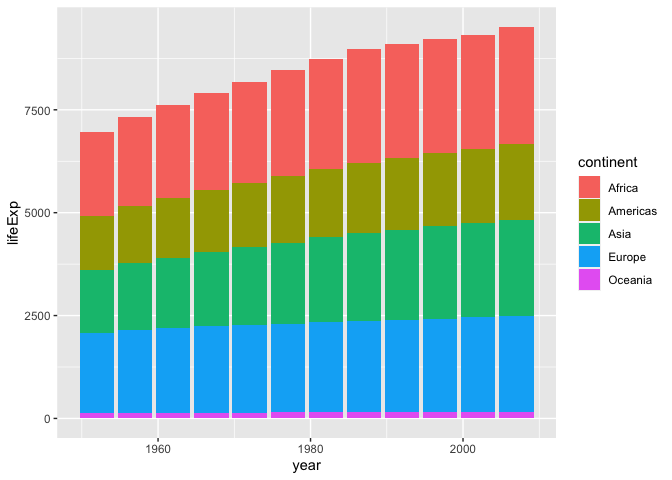 7500
5000
2500
0
lifeExp
1960 1980 2000
year
continent
Africa
Americas
Asia
Europe
Oceania